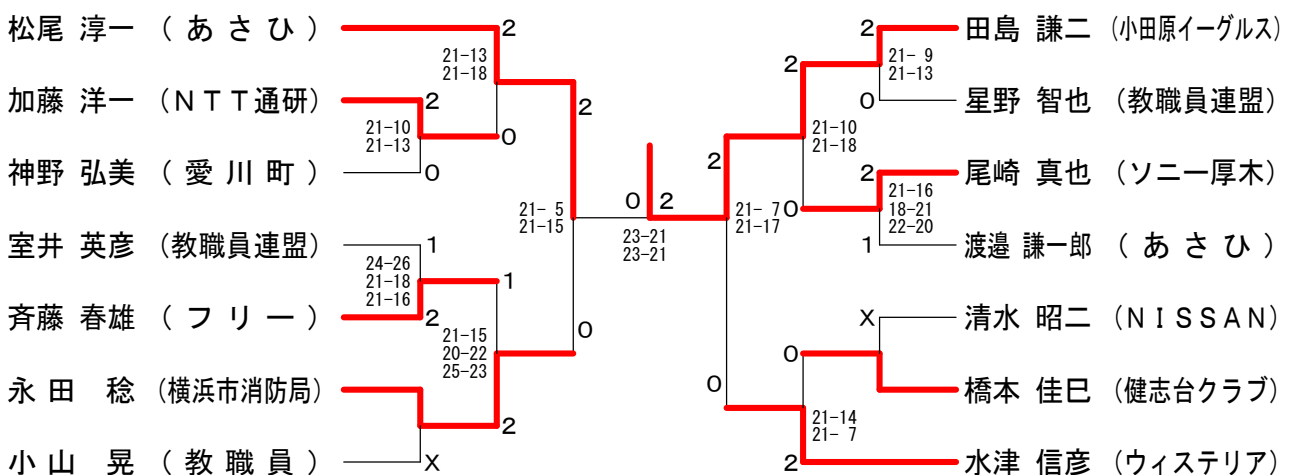 松尾 淳一 （ あ さ ひ ）
2
21-13
21-18
加藤 洋一 （ＮＴＴ通研）
2
2
21-10
21-13
0
神野 弘美 （ 愛 川 町 ）
0
21- 5
21-15
室井 英彦 （教職員連盟）
1
24-26
21-18
21-16
1
斉藤 春雄 （ フ リ ー ）
2
21-15
20-22
25-23
0
永 田 　稔 （横浜市消防局）
2
小 山 　晃 （ 教 職 員 ）
X
0 2
23-21
23-21
2 田島 謙二 （小田原イーグルス）
2
21- 9
21-13
0 星野 智也 （教職員連盟）
2
21-10
21-18
2 尾崎 真也 （ソニー厚木）
21- 7
21-17
0
21-16
18-21
22-20
1 渡邉 謙一郎 （ あ さ ひ ）
X 清水 昭二 （ＮＩＳＳＡＮ）
0
0
橋本 佳巳 （健志台クラブ）
21-14
21- 7
2 水津 信彦 （ウィステリア）